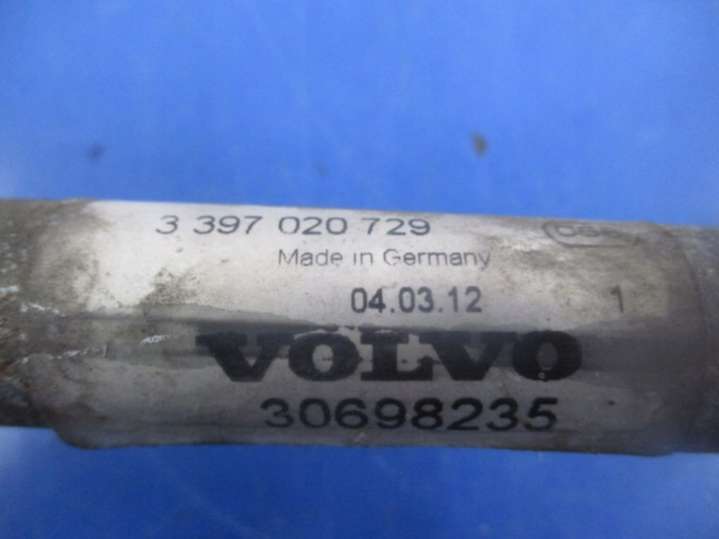 3 397 020 729
Made in Germany
04.03.12 1
VOLVO
30698235